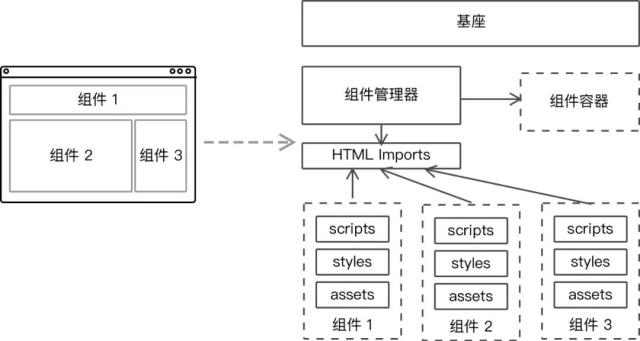 组件 1
组件 2
组件 3
基座
组件管理器
组件容器
HTML Imports
scripts
styles
assets
组件 1
scripts
styles
assets
组件 2
scripts
styles
assets
组件 3